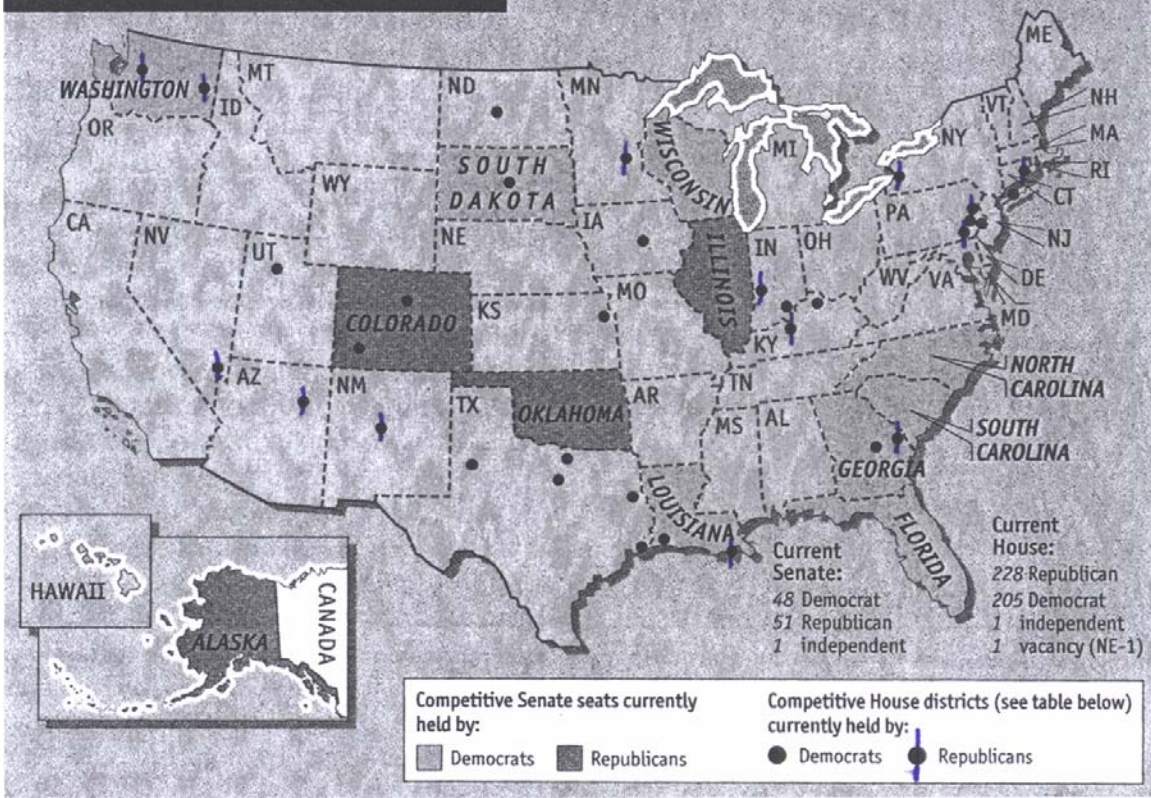 ME
MT
ND
MN
WASHINGTON
ID
VT
NH
OR
NY
MA
WISCONSIN
MI
SOUTH
DAKOTA
RI
WY
CT
PA
CA
IA
NV
NE
NJ
UT
ILLINOIS
IN
OH
DE
WV
VA
MO
MD
COLORADO
KS
KY
NORTH
CAROLINA
AZ
NM
TN
TX
OKLAHOMA
AR
MS
AL
SOUTH
CAROLINA
GEORGIA
LOUISIANA
FLORIDA
HAWAII
ALASKA
CANADA
Current
Senate:
48 Democrat
51 Republican
1 independent
Current
House:
228 Republican
205 Democrat
1 independent
1 vacancy (NE-1)
Competitive Senate seats currently
held by:
Democrats Republicans
Competitive House districts (see table below)
currently held by:
Democrats Republicans